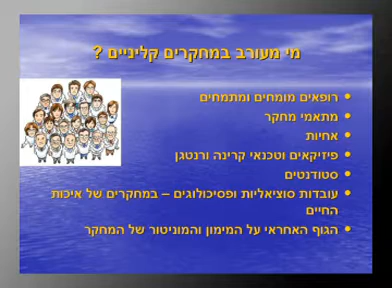 מי מעורב במחקרים קליניים ?
רופאים מומחים ומתמחים
מתאמי מחקר
אחיות
פיזיקאים וטכנאי קרינה ורנטגן
סטודנטים
עובדות סוציאליות ופסיכולוגים – במחקרים של איכות
החיים
הגוף האחראי על המימון והמוניטור של המחקר